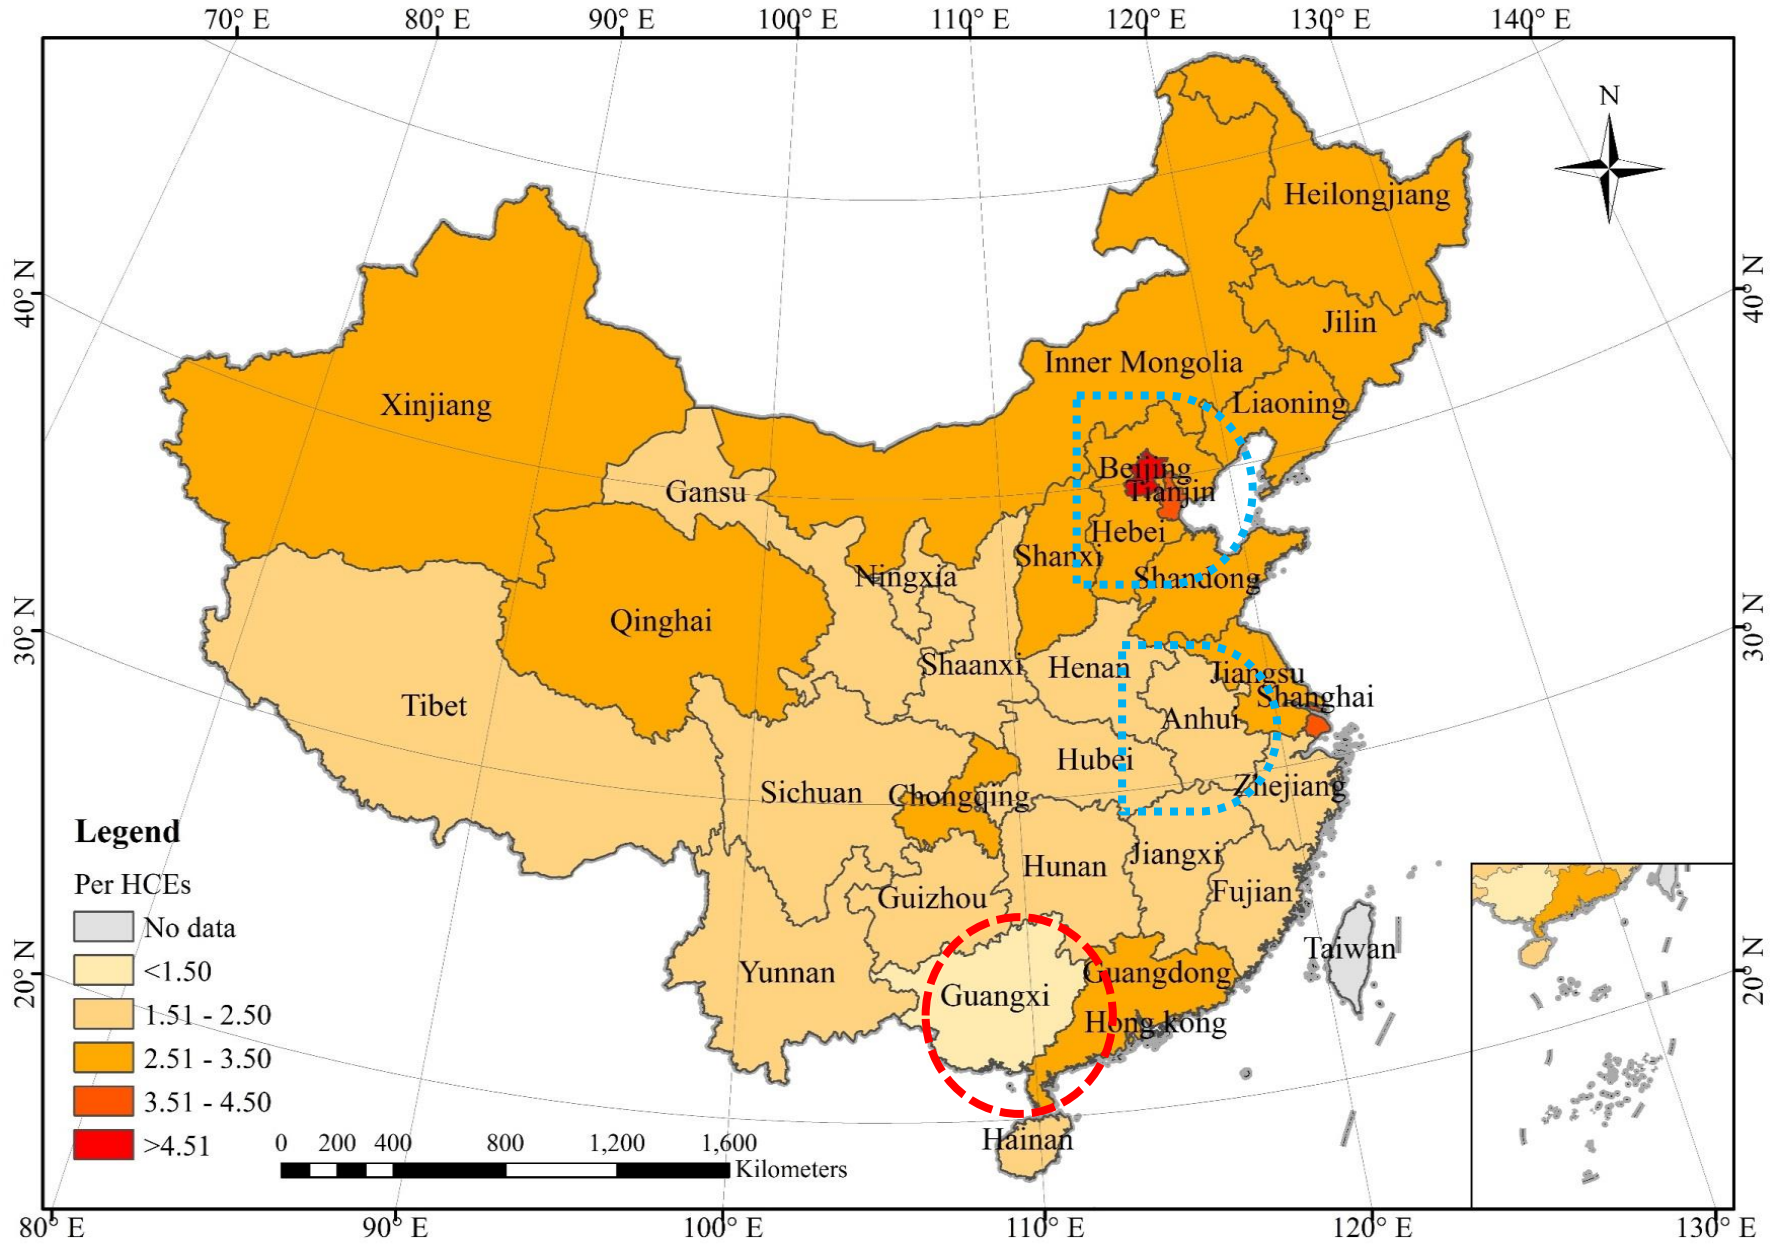 70° E 80° E 90° E 100° E 110° E 120° E 130° E 140° E
N
40° N
40° N
30° N
30° N
20° N
20° N
Heilongjiang
Jilin
Inner Mongolia
Liaoning
Xinjiang
Beijing
Tianjin
Gansu
Hebei
Shanxi
Ningxia
Shandong
Qinghai
Shaanxi
Henan
Jiangsu
Shanghai
Tibet
Anhui
Hubei
Zhejiang
Sichuan
Chongqing
Hunan
Jiangxi
Guizhou
Fujian
Taiwan
Yunnan
Guangdong
Guangxi
Hong kong
Hainan
Legend
Per HCEs
No data
<1.50
1.51 - 2.50
2.51 - 3.50
3.51 - 4.50
>4.51
0 200 400 800 1,200 1,600
Kilometers
80° E 90° E 100° E 110° E 120° E 130° E